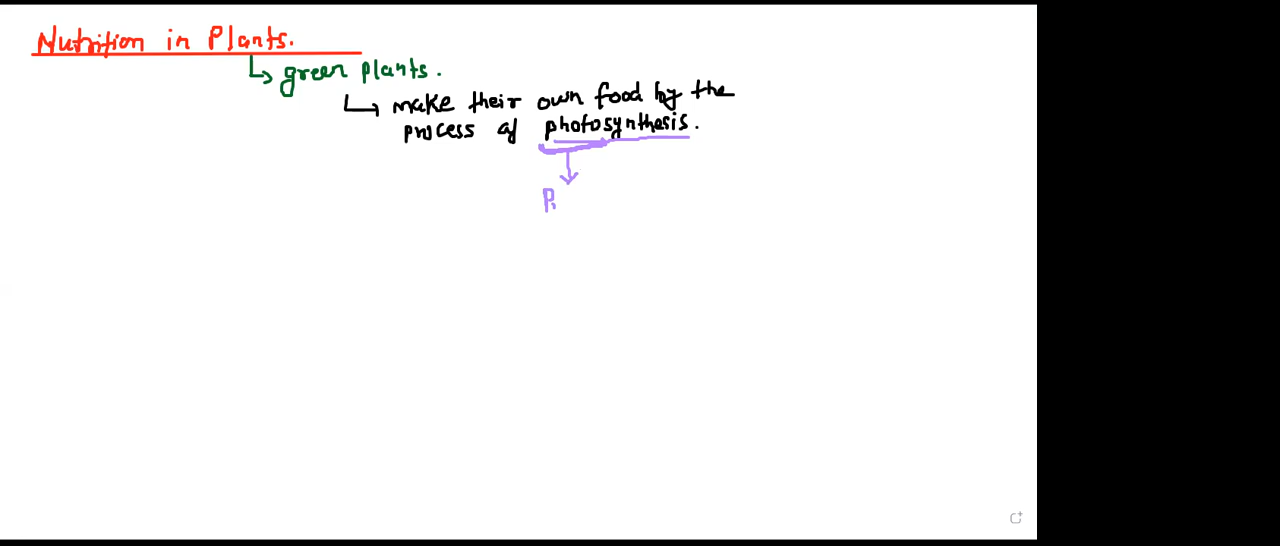 Nutrition in Plants.
green plants.
make their own food by the
process of photosynthesis.